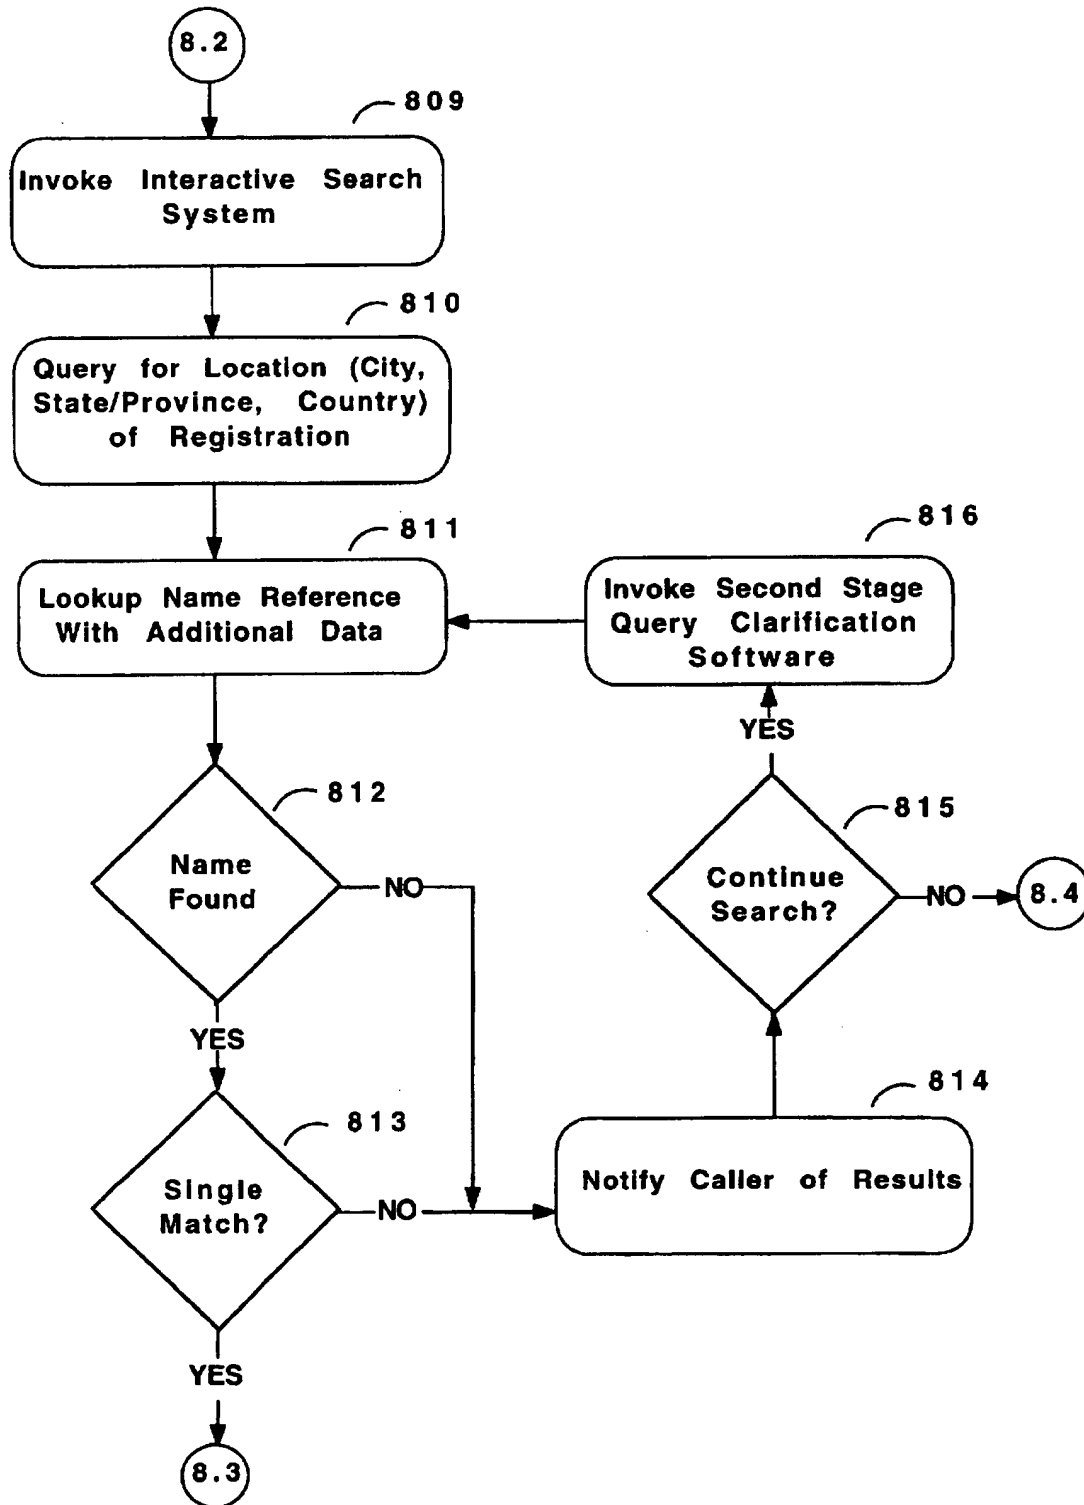 8.2
809
Invoke Interactive Search
System
810
Query for Location (City,
State/Province, Country)
of Registration
811
Lookup Name Reference
With Additional Data
816
Invoke Second Stage
Query Clarification
Software
YES
812
Name
Found
NO
815
Continue
Search?
NO
8.4
YES
813
Single
Match?
NO
814
Notify Caller of Results
YES
8.3